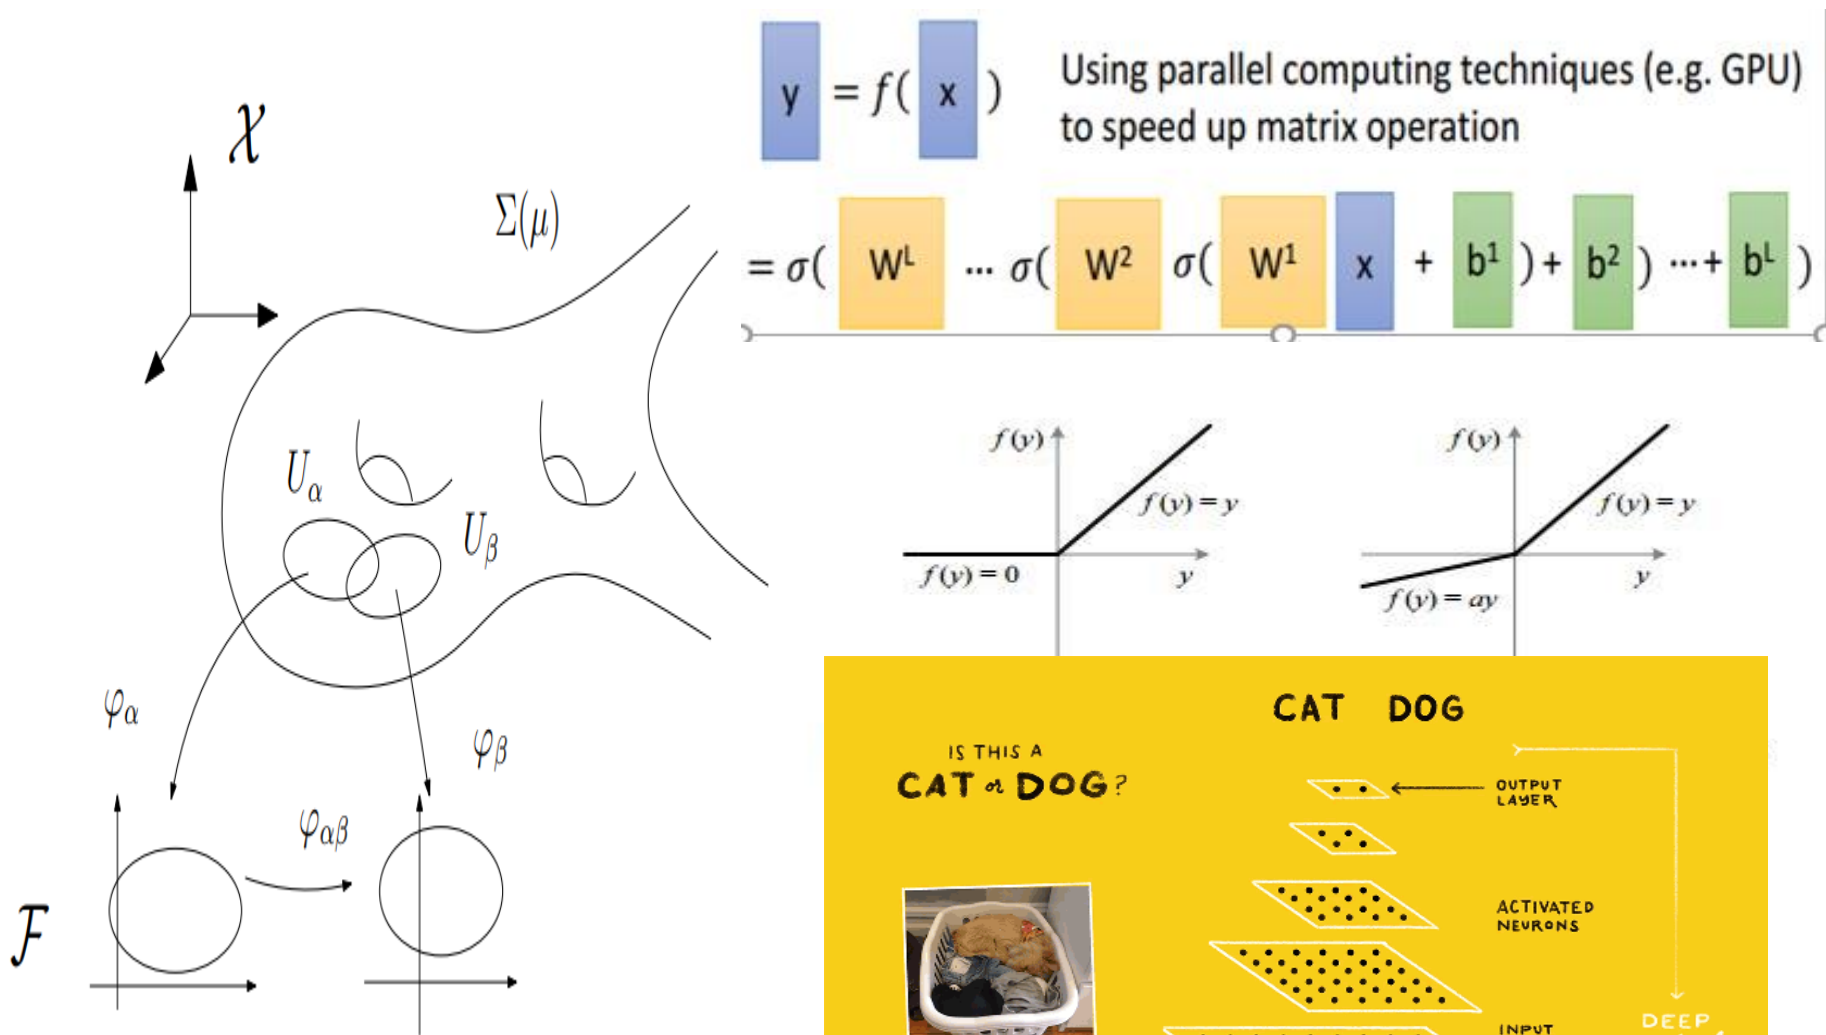 𝒳
Σ(μ)
U_α
U_β
φ_α
φ_β
φ_αβ
ℱ
y = f( x )
Using parallel computing techniques (e.g. GPU)
to speed up matrix operation
= σ( W^L ... σ( W^2 σ( W^1 x + b^1 ) + b^2 ) ... + b^L )
f(y)
f(y) = y
f(y) = 0
y
f(y)
f(y) = y
f(y) = ay
y
CAT DOG
IS THIS A
CAT or DOG?
OUTPUT
LAYER
ACTIVATED
NEURONS
INPUT
DEEP